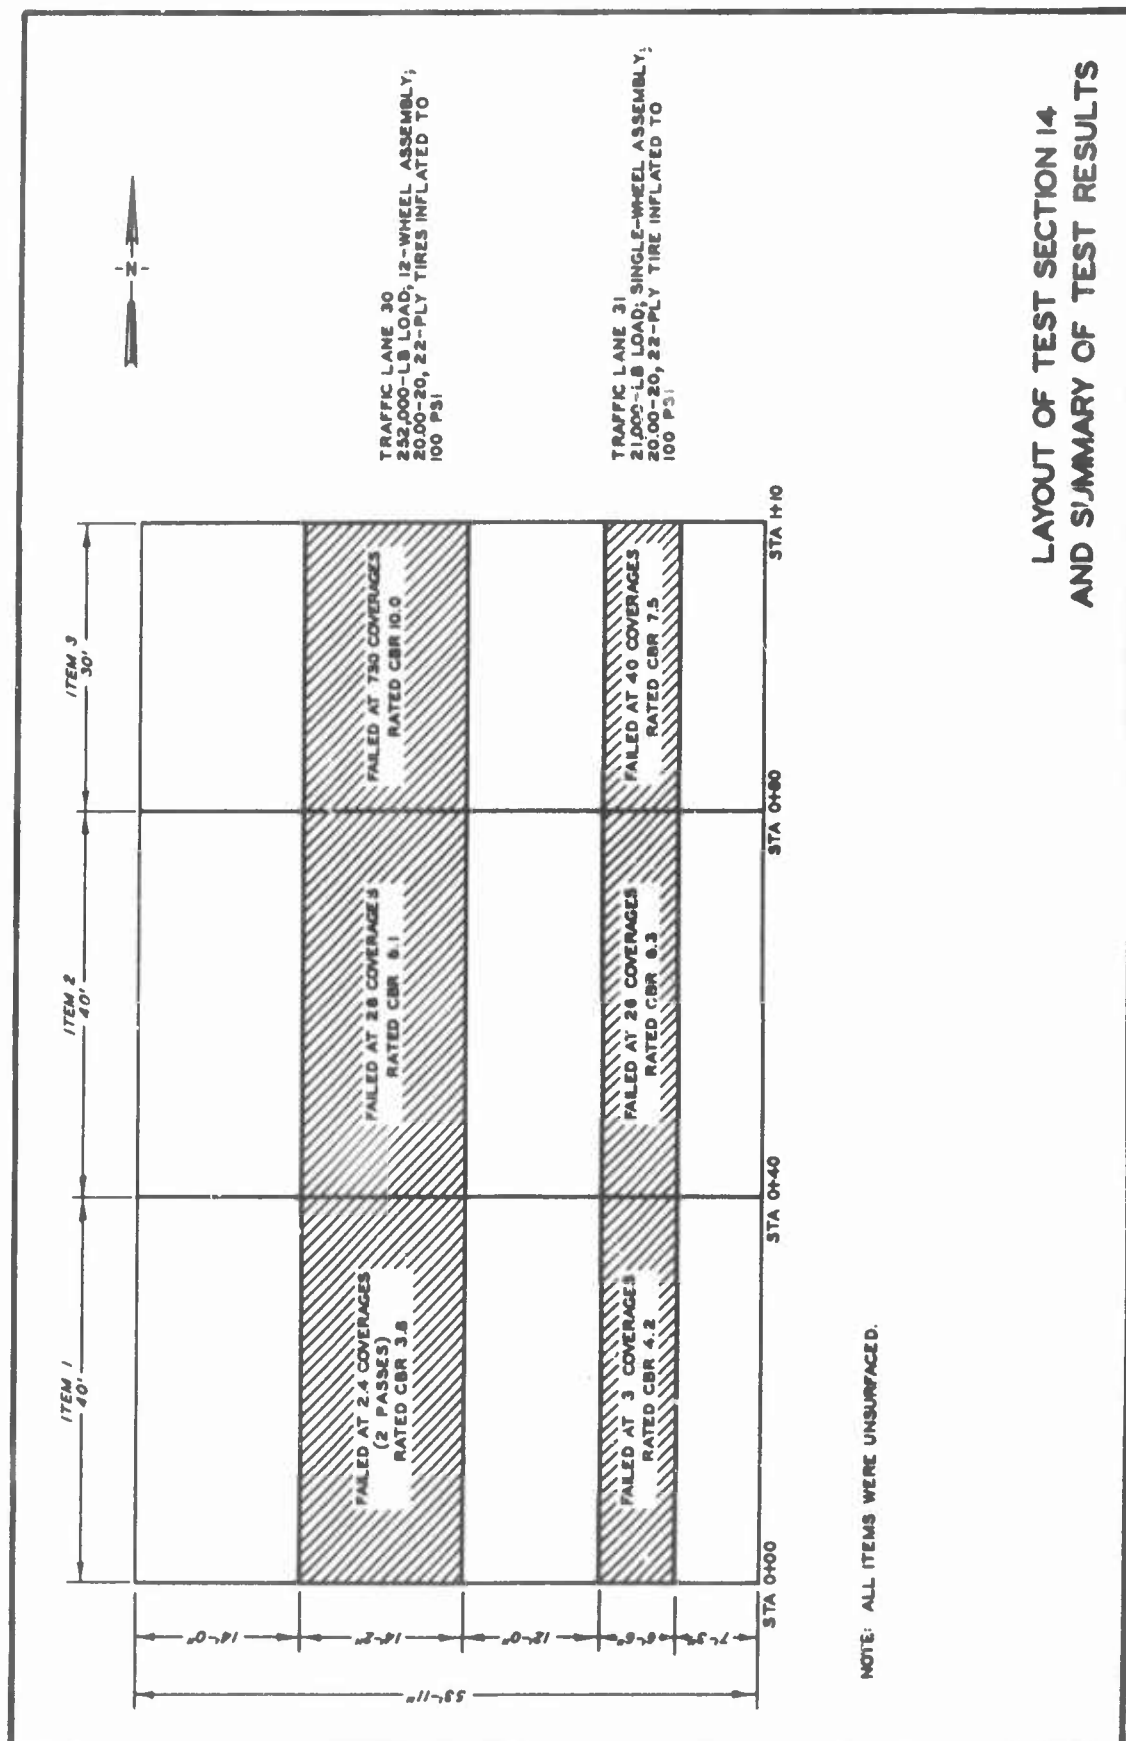 ITEM 1
40'
ITEM 2
40'
ITEM 3
30'
-N-
14'-0"
14'-2"
12'-0"
6'-6"
7'-3"
53'-11"
FAILED AT 2.4 COVERAGES
(2 PASSES)
RATED CBR 3.8
FAILED AT 28 COVERAGES
RATED CBR 6.1
FAILED AT 730 COVERAGES
RATED CBR 10.0
TRAFFIC LANE 30
252,000-LB LOAD; 12-WHEEL ASSEMBLY;
20.00-20, 22-PLY TIRES INFLATED TO
100 PSI
FAILED AT 3 COVERAGES
RATED CBR 4.2
FAILED AT 26 COVERAGES
RATED CBR 6.3
FAILED AT 40 COVERAGES
RATED CBR 7.5
TRAFFIC LANE 31
21,000-LB LOAD; SINGLE-WHEEL ASSEMBLY;
20.00-20, 22-PLY TIRE INFLATED TO
100 PSI
STA 0+00
STA 0+40
STA 0+80
STA 1+10
NOTE: ALL ITEMS WERE UNSURFACED.
LAYOUT OF TEST SECTION 14
AND SUMMARY OF TEST RESULTS